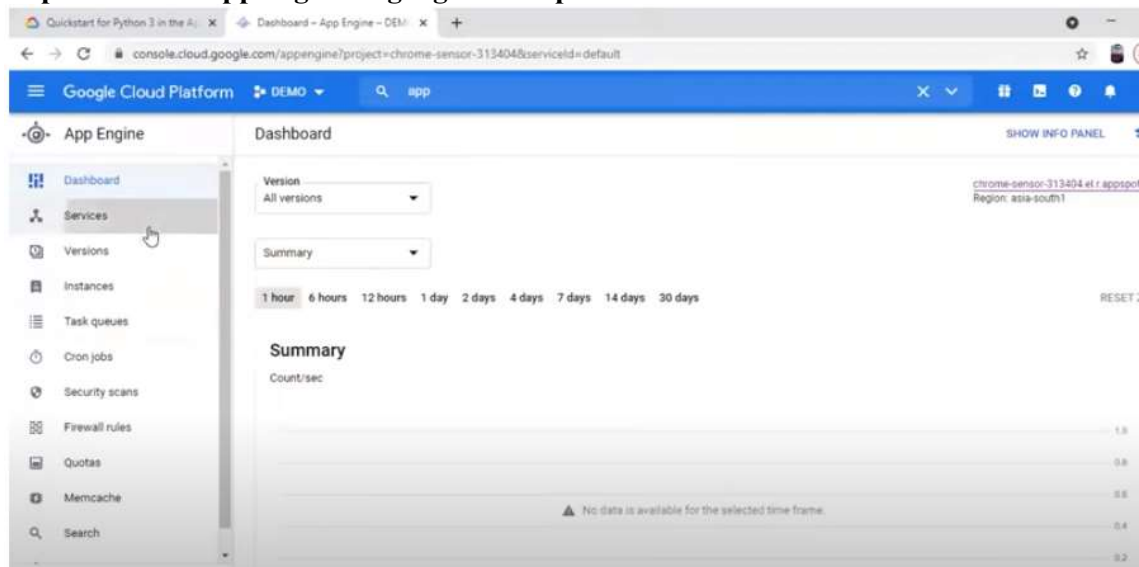 Quickstart for Python 3 in the Ap
Dashboard – App Engine – DEM
console.cloud.google.com/appengine?project=chrome-sensor-313404&serviceId=default
Google Cloud Platform
DEMO
app
App Engine
Dashboard
SHOW INFO PANEL
Dashboard
Services
Versions
Instances
Task queues
Cron jobs
Security scans
Firewall rules
Quotas
Memcache
Search
Version
All versions
chrome-sensor-313404.el.r.appspot
Region: asia-south1
Summary
1 hour 6 hours 12 hours 1 day 2 days 4 days 7 days 14 days 30 days
RESET
Summary
Count/sec
1.0
0.8
0.6
No data is available for the selected time frame.
0.4
0.2